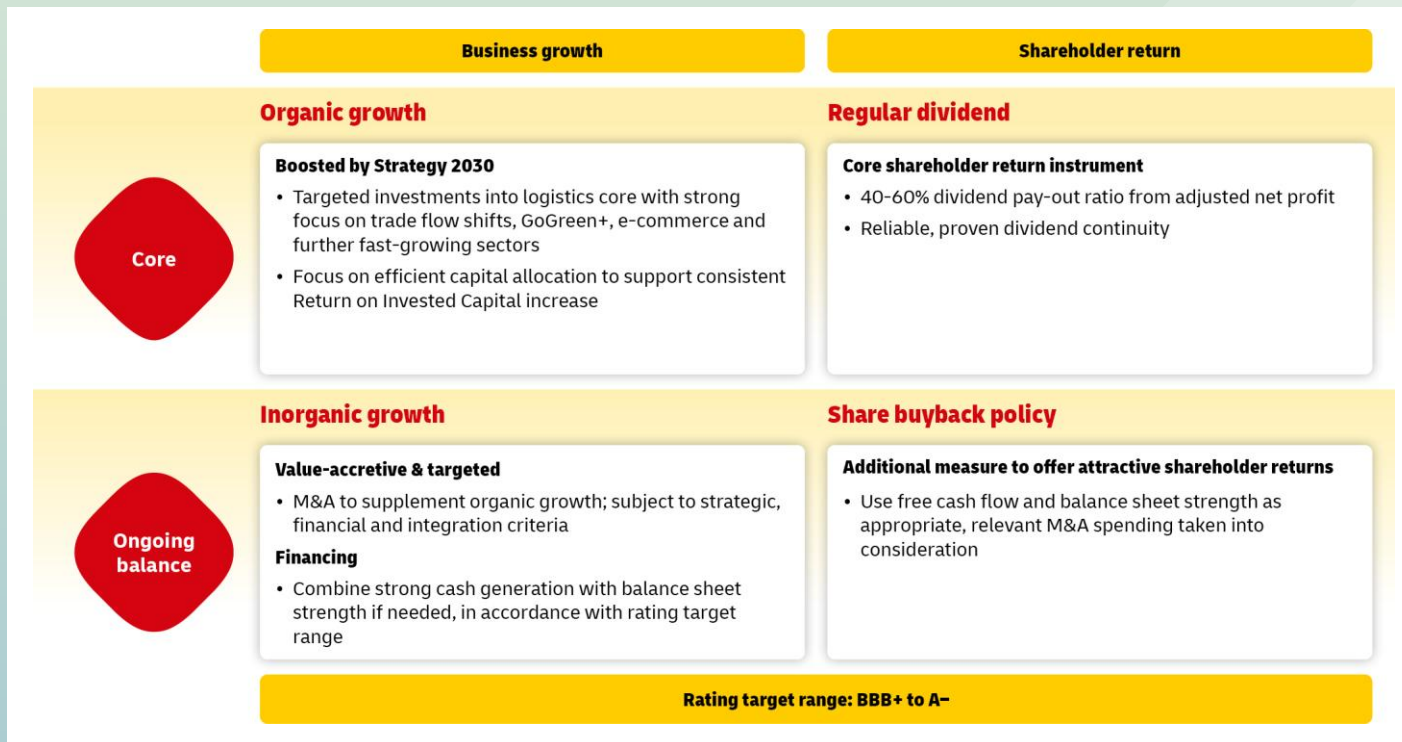 Business growth
Shareholder return
Organic growth
Regular dividend
Core
Boosted by Strategy 2030
• Targeted investments into logistics core with strong
focus on trade flow shifts, GoGreen+, e-commerce and
further fast-growing sectors
• Focus on efficient capital allocation to support consistent
Return on Invested Capital increase
Core shareholder return instrument
• 40-60% dividend pay-out ratio from adjusted net profit
• Reliable, proven dividend continuity
Inorganic growth
Share buyback policy
Ongoing
balance
Value-accretive & targeted
• M&A to supplement organic growth; subject to strategic,
financial and integration criteria
Financing
• Combine strong cash generation with balance sheet
strength if needed, in accordance with rating target
range
Additional measure to offer attractive shareholder returns
• Use free cash flow and balance sheet strength as
appropriate, relevant M&A spending taken into
consideration
Rating target range: BBB+ to A−